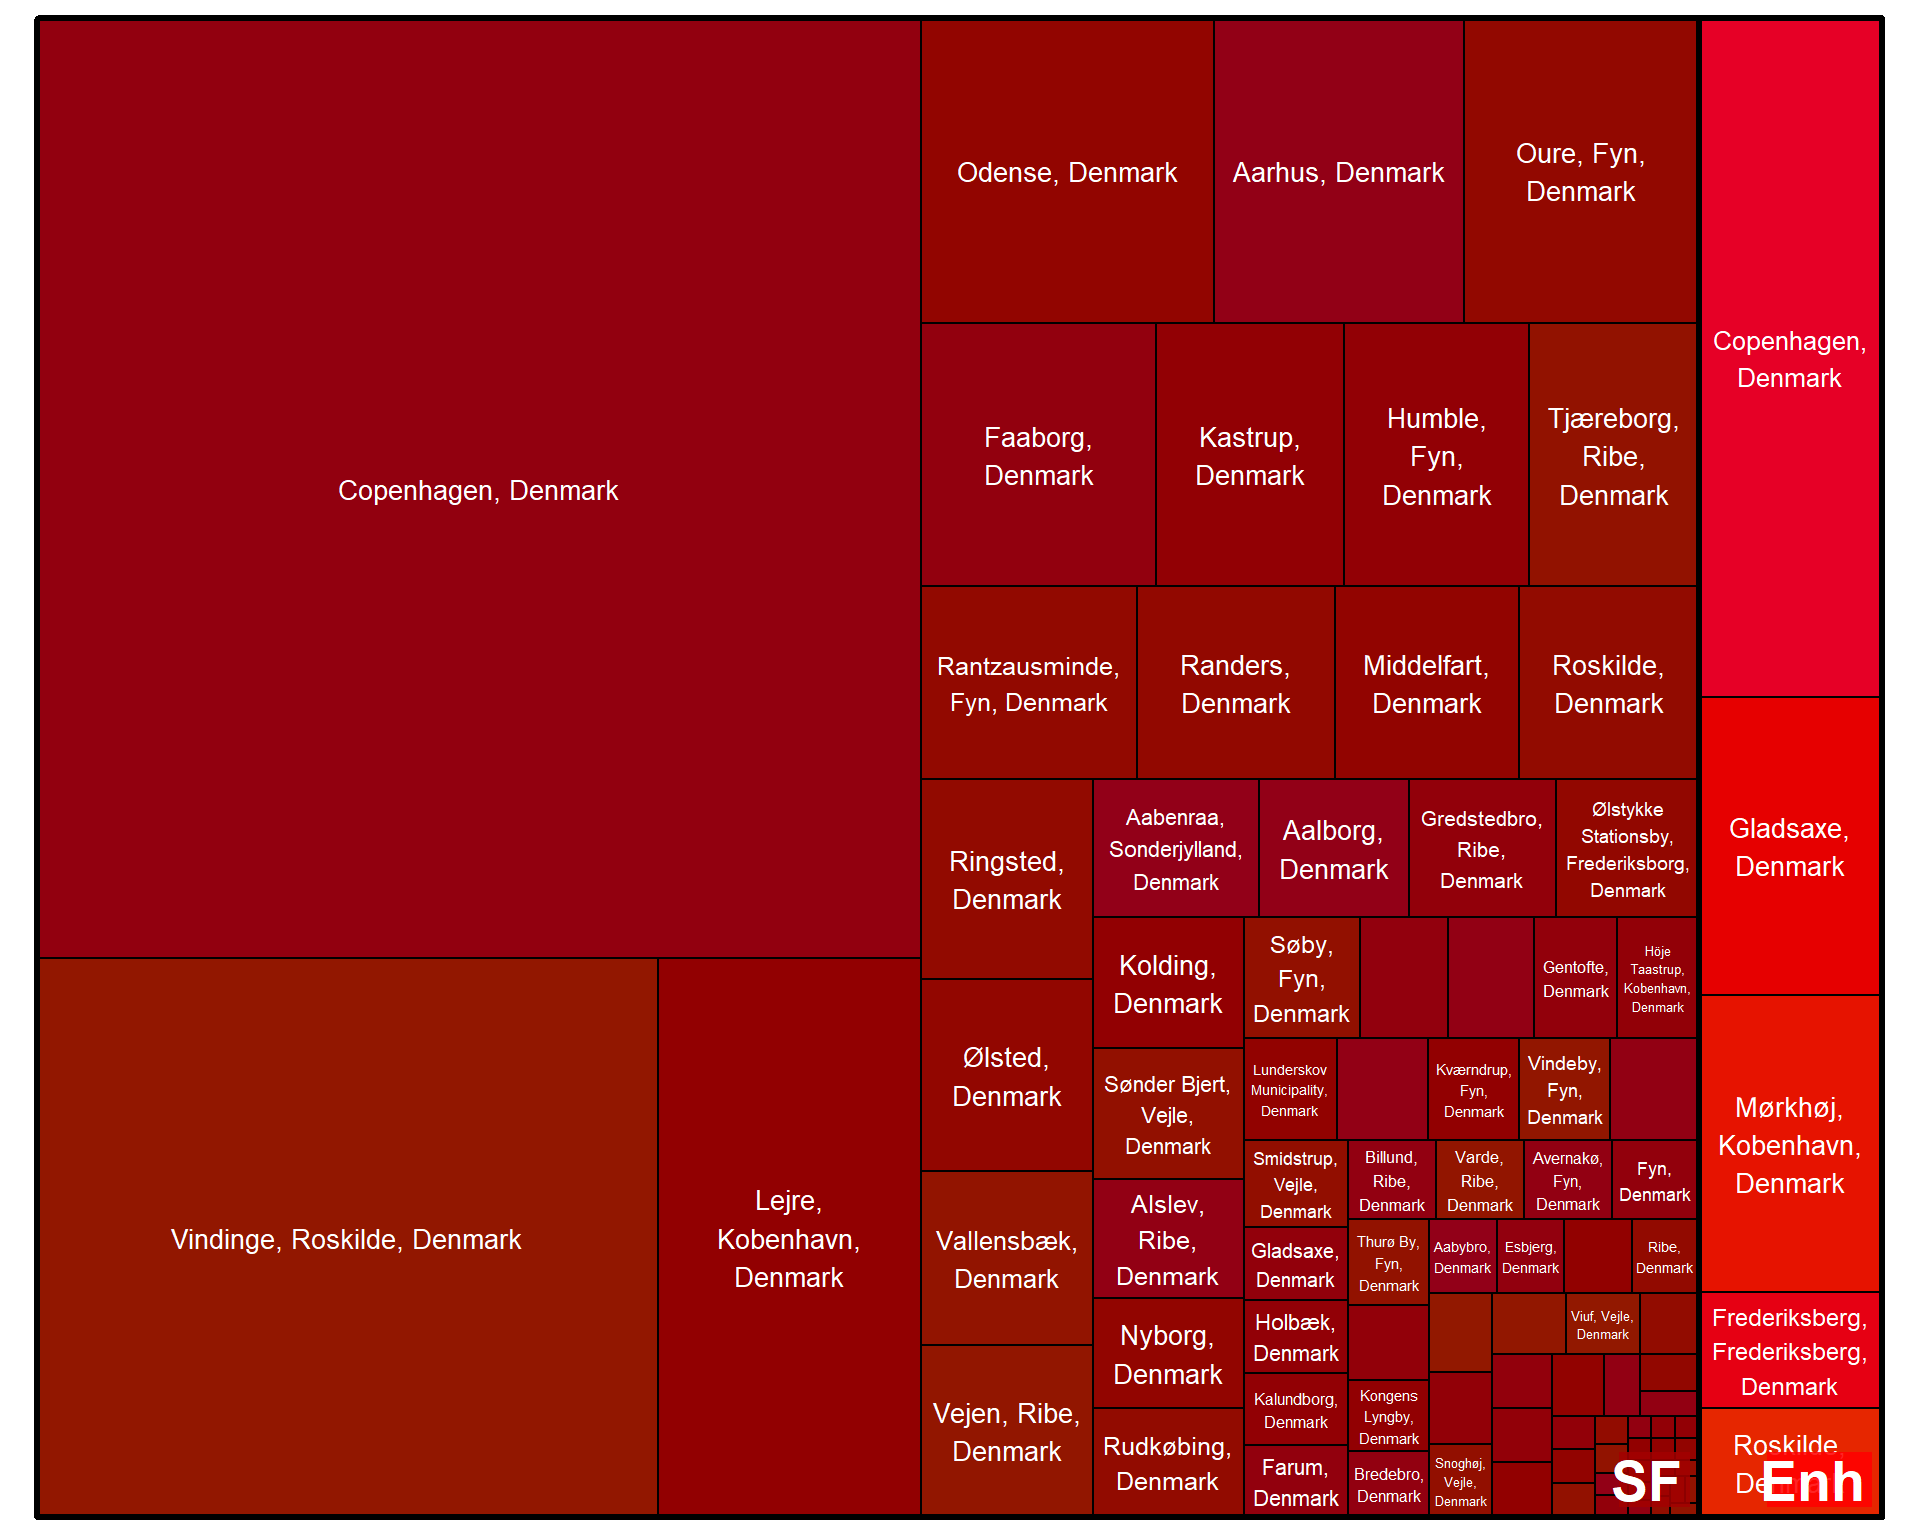 Copenhagen, Denmark
Vindinge, Roskilde, Denmark
Lejre,
Kobenhavn,
Denmark
Odense, Denmark
Aarhus, Denmark
Oure, Fyn,
Denmark
Faaborg,
Denmark
Kastrup,
Denmark
Humble,
Fyn,
Denmark
Tjæreborg,
Ribe,
Denmark
Rantzausminde,
Fyn, Denmark
Randers,
Denmark
Middelfart,
Denmark
Roskilde,
Denmark
Ringsted,
Denmark
Ølsted,
Denmark
Vallensbæk,
Denmark
Vejen, Ribe,
Denmark
Aabenraa,
Sonderjylland,
Denmark
Aalborg,
Denmark
Gredstedbro,
Ribe,
Denmark
Ølstykke
Stationsby,
Frederiksborg,
Denmark
Kolding,
Denmark
Sønder Bjert,
Vejle,
Denmark
Alslev,
Ribe,
Denmark
Nyborg,
Denmark
Rudkøbing,
Denmark
Søby,
Fyn,
Denmark
Gentofte,
Denmark
Höje
Taastrup,
Kobenhavn,
Denmark
Lunderskov
Municipality,
Denmark
Kværndrup,
Fyn,
Denmark
Vindeby,
Fyn,
Denmark
Smidstrup,
Vejle,
Denmark
Gladsaxe,
Denmark
Holbæk,
Denmark
Kalundborg,
Denmark
Farum,
Denmark
Billund,
Ribe,
Denmark
Varde,
Ribe,
Denmark
Avernakø,
Fyn,
Denmark
Fyn,
Denmark
Thurø By,
Fyn,
Denmark
Aabybro,
Denmark
Esbjerg,
Denmark
Ribe,
Denmark
Viuf, Vejle,
Denmark
Kongens
Lyngby,
Denmark
Bredebro,
Denmark
Snoghøj,
Vejle,
Denmark
SF
Copenhagen,
Denmark
Gladsaxe,
Denmark
Mørkhøj,
Kobenhavn,
Denmark
Frederiksberg,
Frederiksberg,
Denmark
Roskilde,
Denmark
Enh